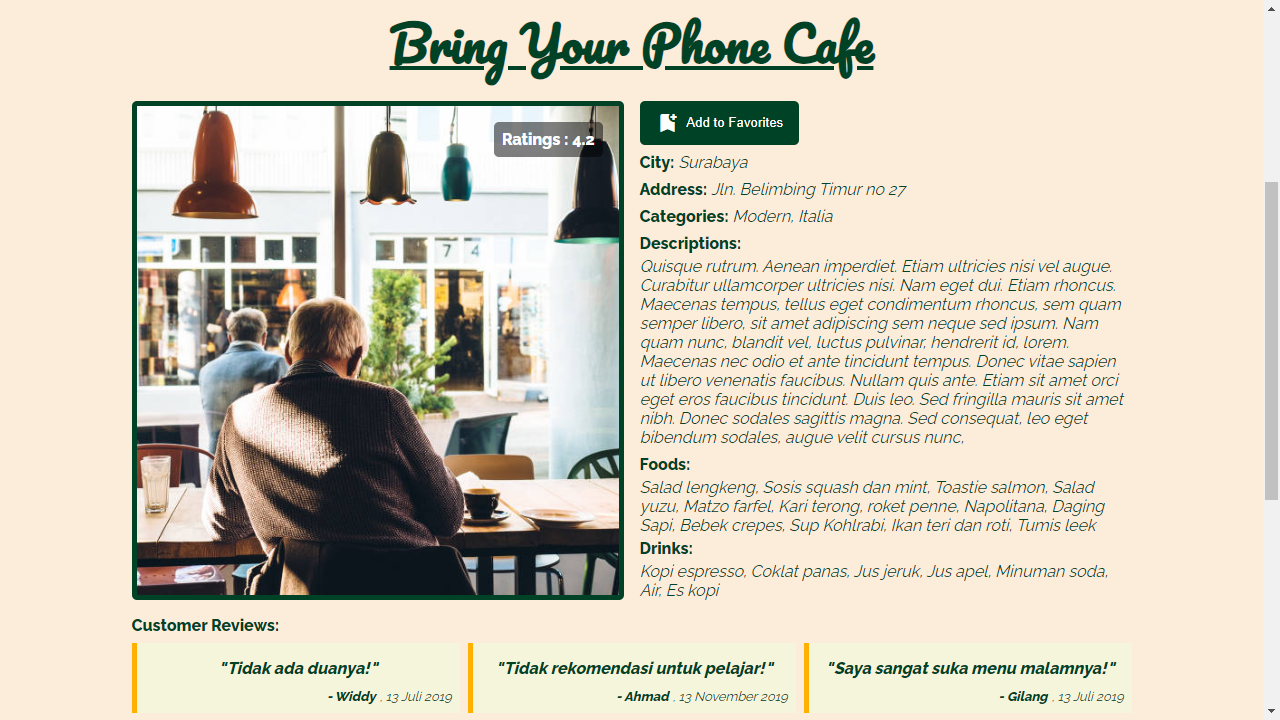 Bring Your Phone Cafe
Ratings : 4.2
7 4
Add to Favorites
City: Surabaya
Address: Jln. Belimbing Timur no 27
Categories: Modern, Italia
Descriptions:
Quisque rutrum. Aenean imperdiet. Etiam ultricies nisi vel augue.
Curabitur ullamcorper ultricies nisi. Nam eget dui. Etiam rhoncus.
Maecenas tempus, tellus eget condimentum rhoncus, sem quam
semper libero, sit amet adipiscing sem neque sed ipsum. Nam
quam nunc, blandit vel, luctus pulvinar, hendrerit id, lorem.
Maecenas nec odio et ante tincidunt tempus. Donec vitae sapien
ut libero venenatis faucibus. Nullam quis ante. Etiam sit amet orci
eget eros faucibus tincidunt. Duis leo. Sed fringilla mauris sit amet
nibh. Donec sodales sagittis magna. Sed consequat, leo eget
bibendum sodales, augue velit cursus nunc,
Foods:
Salad lengkeng, Sosis squash dan mint, Toastie salmon, Salad
yuzu, Matzo farfel, Kari terong, roket penne, Napolitana, Daging
Sapi, Bebek crepes, Sup Kohlrabi, Ikan teri dan roti, Tumis leek
Drinks:
Kopi espresso, Coklat panas, Jus jeruk, Jus apel, Minuman soda,
Air, Es kopi
Customer Reviews:
"Tidak ada duanya!"
- Widdy , 13 Juli 2019
"Tidak rekomendasi untuk pelajar!"
- Ahmad , 13 November 2019
"Saya sangat suka menu malamnya!"
- Gilang , 13 Juli 2019